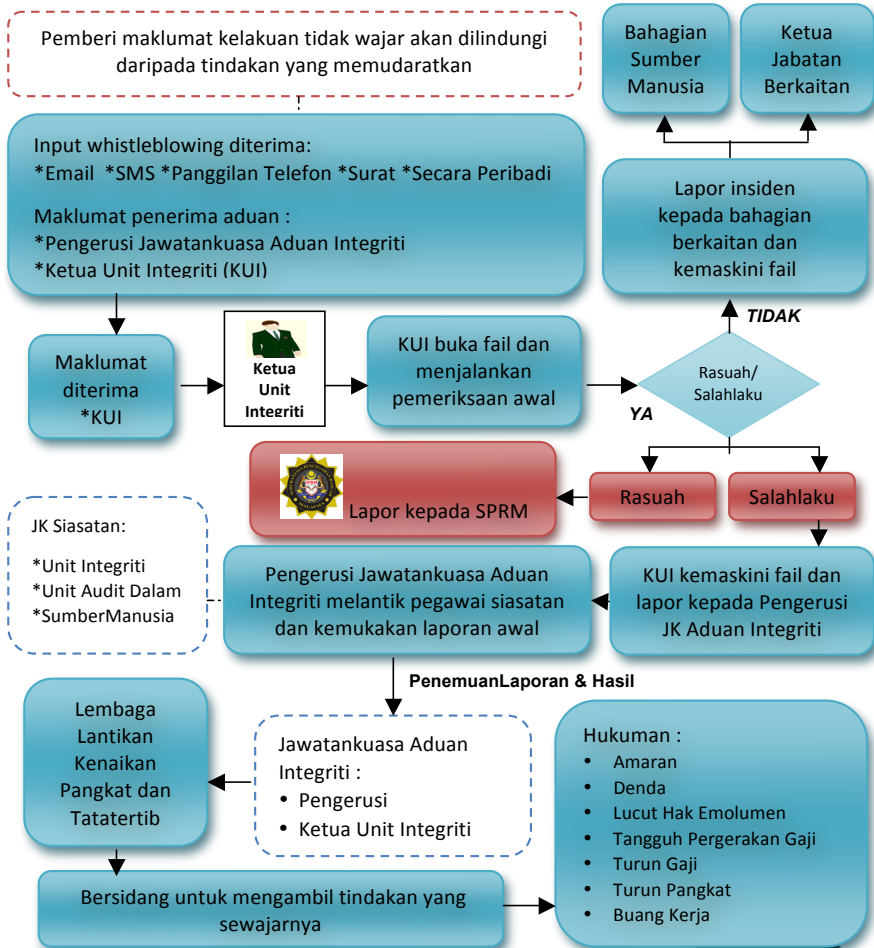 Pemberi maklumat kelakuan tidak wajar akan dilindungi
daripada tindakan yang memudaratkan
Bahagian
Sumber
Manusia
Ketua
Jabatan
Berkaitan
Input whistleblowing diterima:
*Email *SMS *Panggilan Telefon *Surat *Secara Peribadi
Maklumat penerima aduan :
*Pengerusi Jawatankuasa Aduan Integriti
*Ketua Unit Integriti (KUI)
Lapor insiden
kepada bahagian
berkaitan dan
kemaskini fail
TIDAK
Maklumat
diterima
*KUI
Ketua
Unit
Integriti
KUI buka fail dan
menjalankan
pemeriksaan awal
Rasuah/
Salahlaku
YA
SPRM
Lapor kepada SPRM
Rasuah
Salahlaku
JK Siasatan:
*Unit Integriti
*Unit Audit Dalam
*SumberManusia
Pengerusi Jawatankuasa Aduan
Integriti melantik pegawai siasatan
dan kemukakan laporan awal
KUI kemaskini fail dan
lapor kepada Pengerusi
JK Aduan Integriti
PenemuanLaporan & Hasil
Lembaga
Lantikan
Kenaikan
Pangkat dan
Tatatertib
Jawatankuasa Aduan
Integriti :
• Pengerusi
• Ketua Unit Integriti
Hukuman :
• Amaran
• Denda
• Lucut Hak Emolumen
• Tangguh Pergerakan Gaji
• Turun Gaji
• Turun Pangkat
• Buang Kerja
Bersidang untuk mengambil tindakan yang
sewajarnya